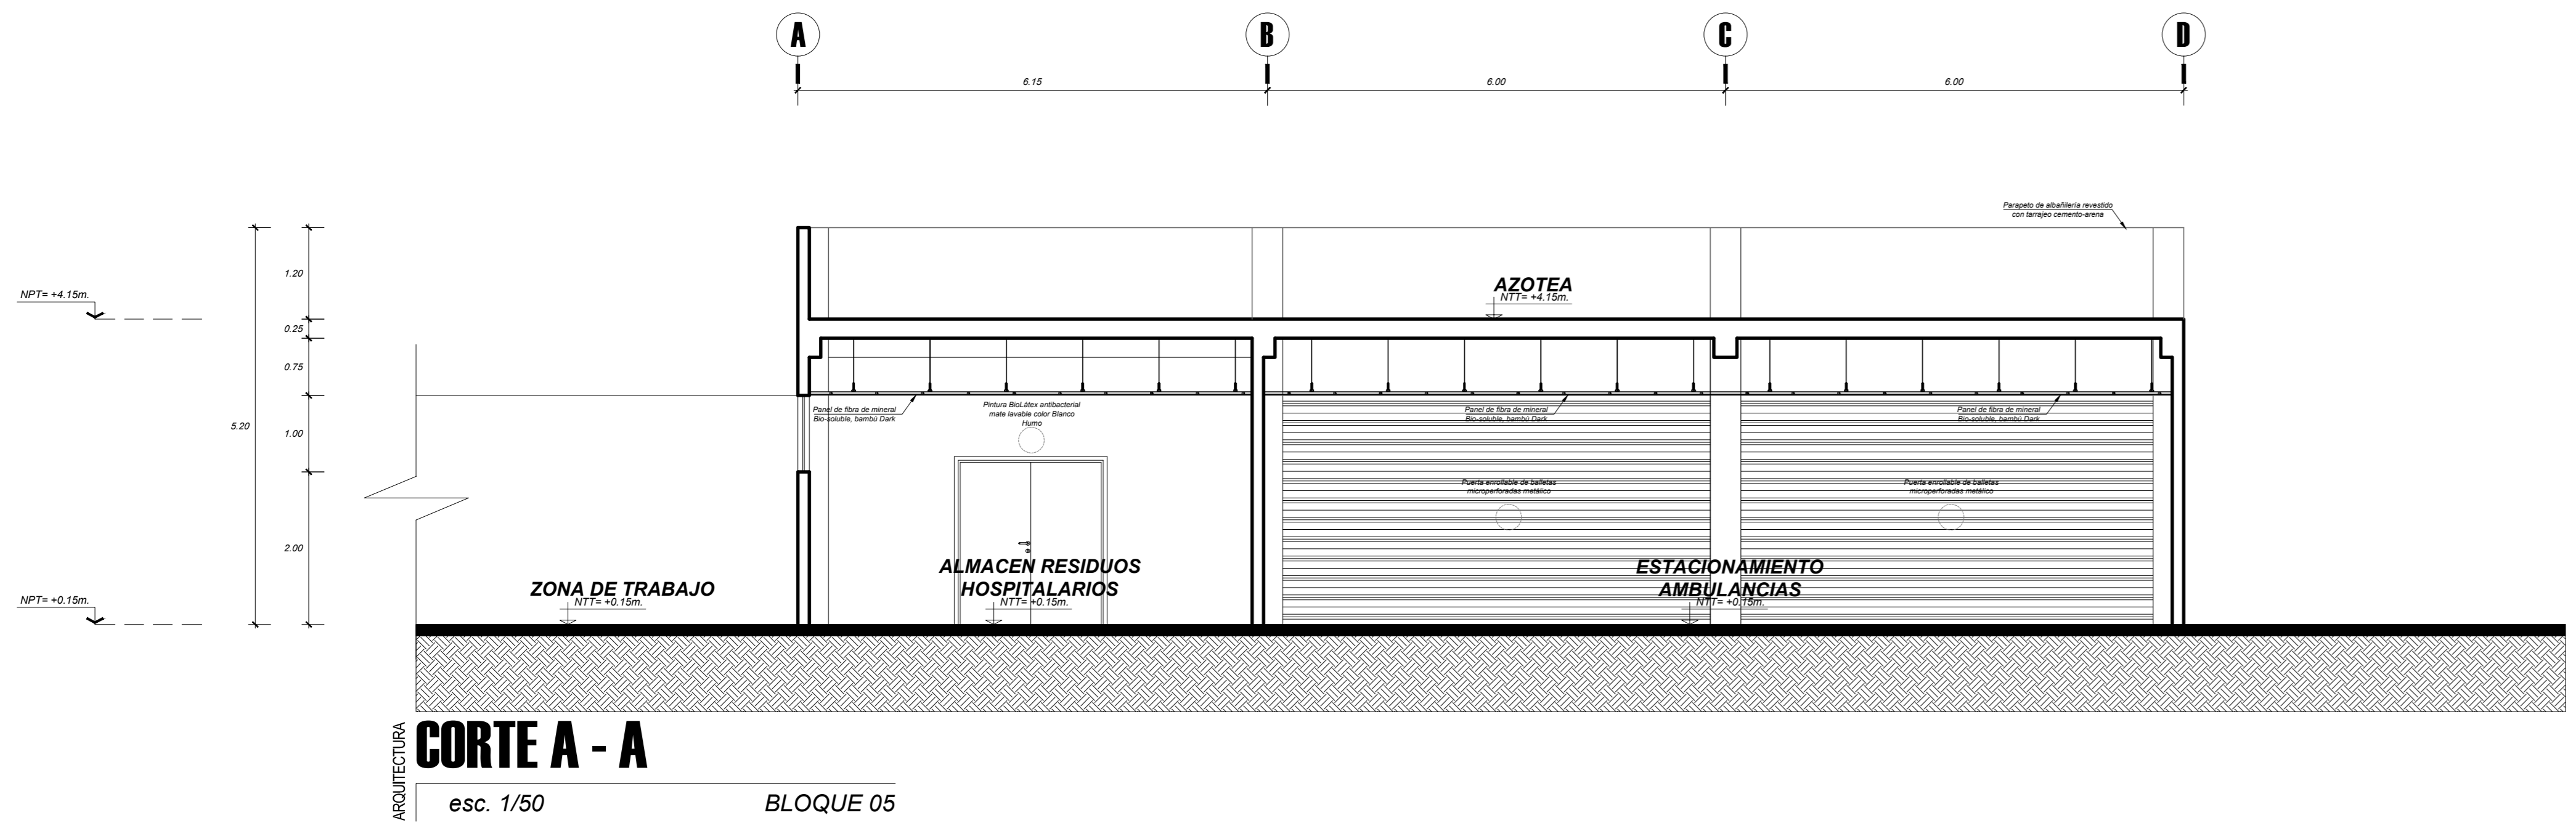 A
B
C
D
6.15
6.00
6.00
Parapeto de albañilería revestido
con tarrajeo cemento-arena
1.20
NPT= +4.15m.
AZOTEA
NTT= +4.15m.
0.25
0.75
Panel de fibra de mineral
Bio-soluble, bambú Dark
Pintura BioLátex antibacterial
mate lavable color Blanco
Humo
Panel de fibra de mineral
Bio-soluble, bambú Dark
Panel de fibra de mineral
Bio-soluble, bambú Dark
5.20
1.00
Puerta enrollable de balletas
microperforadas metálico
Puerta enrollable de balletas
microperforadas metálico
2.00
NPT= +0.15m.
ZONA DE TRABAJO
NTT= +0.15m.
ALMACEN RESIDUOS
HOSPITALARIOS
NTT= +0.15m.
ESTACIONAMIENTO
AMBULANCIAS
NTT= +0.15m.
ARQUITECTURA
CORTE A - A
esc. 1/50
BLOQUE 05